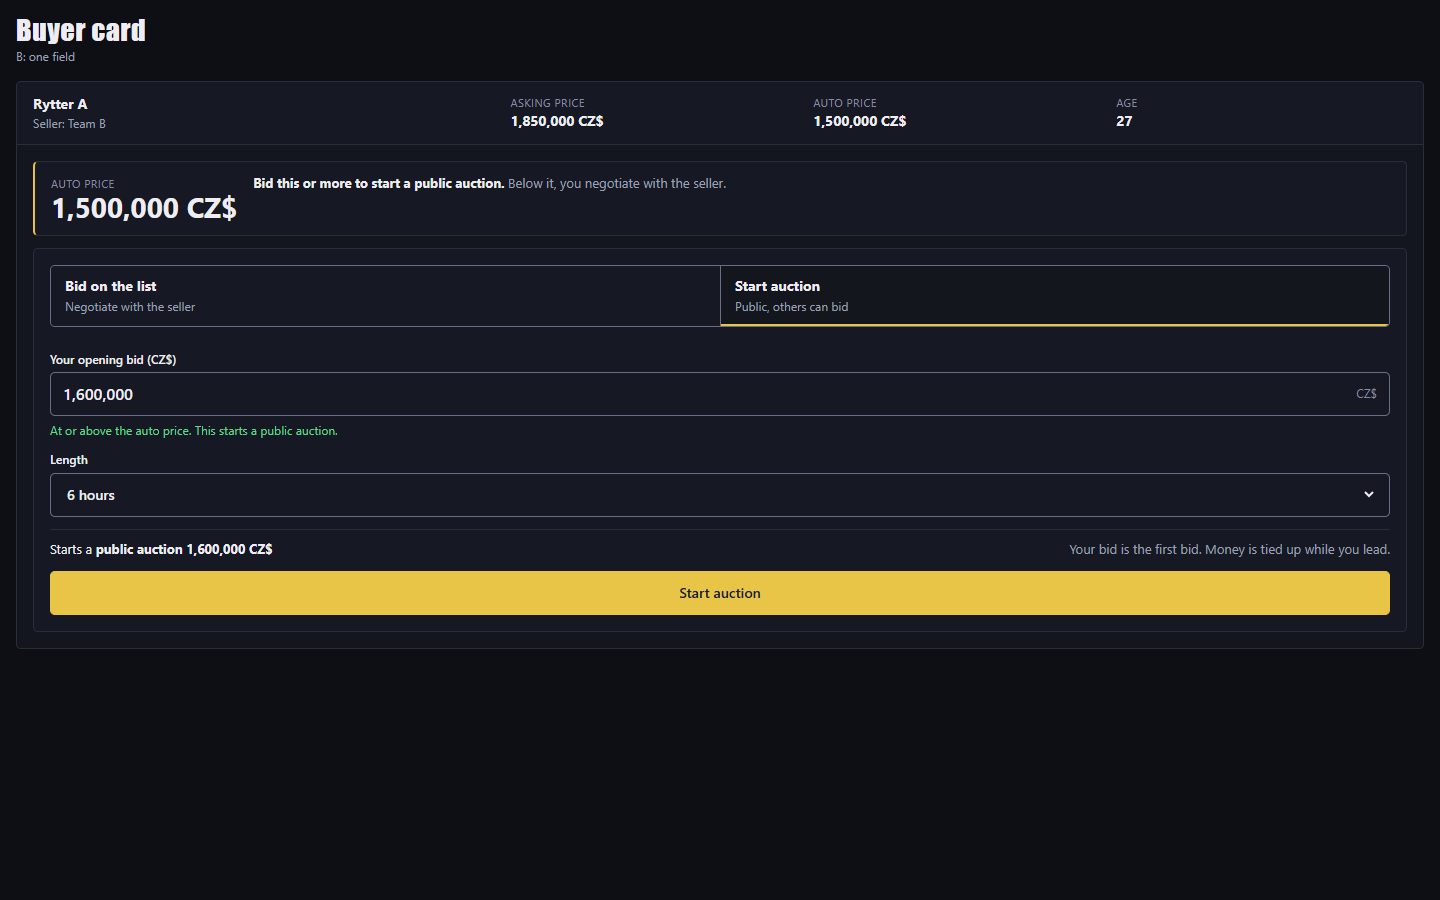 Buyer card
B: one field
Rytter A
Seller: Team B
ASKING PRICE
1,850,000 CZ$
AUTO PRICE
1,500,000 CZ$
AGE
27
AUTO PRICE
1,500,000 CZ$
Bid this or more to start a public auction. Below it, you negotiate with the seller.
Bid on the list
Negotiate with the seller
Start auction
Public, others can bid
Your opening bid (CZ$)
1,600,000
CZ$
At or above the auto price. This starts a public auction.
Length
6 hours
Starts a public auction 1,600,000 CZ$
Your bid is the first bid. Money is tied up while you lead.
Start auction